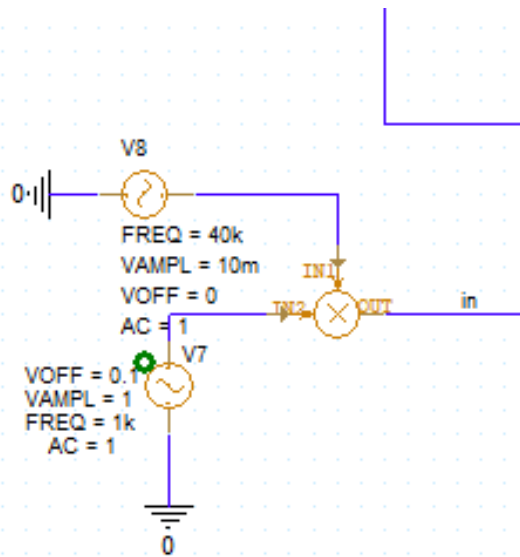 V8
0
FREQ = 40k
VAMPL = 10m
VOFF = 0
AC = 1
IN1
IN2
OUT
in
V7
VOFF = 0.1
VAMPL = 1
FREQ = 1k
AC = 1
0